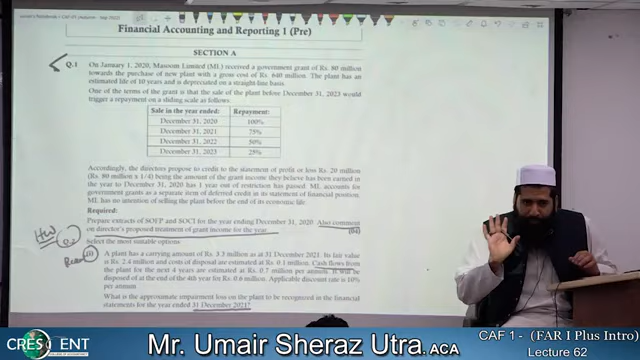 Financial Accounting and Reporting 1 (Pre)
SECTION A
Q.1 On January 1, 2020, Masoom Limited (ML) received a government grant of Rs. 80 million
towards the purchase of new plant with a gross cost of Rs. 640 million. The plant has an
estimated life of 10 years and is depreciated on a straight-line basis.
One of the terms of the grant is that the sale of the plant before December 31, 2023 would
trigger a repayment on a sliding scale as follows.
Sale in the year ended: Repayment:
December 31, 2020 100%
December 31, 2021 75%
December 31, 2022 50%
December 31, 2023 25%
Accordingly, the directors propose to credit to the statement of profit or loss Rs. 20 million
(Rs. 80 million x 1/4) being the amount of the grant income they believe has been earned in
the year to December 31, 2020 has 1 year out of restriction has passed. ML accounts for
government grants as a separate item of deferred credit in its statement of financial position.
ML has no intention of selling the plant before the end of its economic life.
Required:
Prepare extracts of SOFP and SOCI for the year ending December 31, 2020. Also comment
on director's proposed treatment of grant income for the year. (04)
HW
Select the most suitable options
A plant has a carrying amount of Rs. 3.3 million as at 31 December 2021. Its fair value
is Rs. 2.4 million and costs of disposal are estimated at Rs. 0.1 million. Cash flows from
the plant for the next 4 years are estimated at Rs. 0.7 million per annum. It will be
disposed of at the end of the 4th year for Rs. 0.6 million. Applicable discount rate is 10%
per annum
What is the approximate impairment loss on the plant to be recognized in the financial
statements for the year ended 31 December 2021?
CRESCENT
Mr. Umair Sheraz Utra. ACA
CAF 1 - (FAR I Plus Intro)
Lecture 62